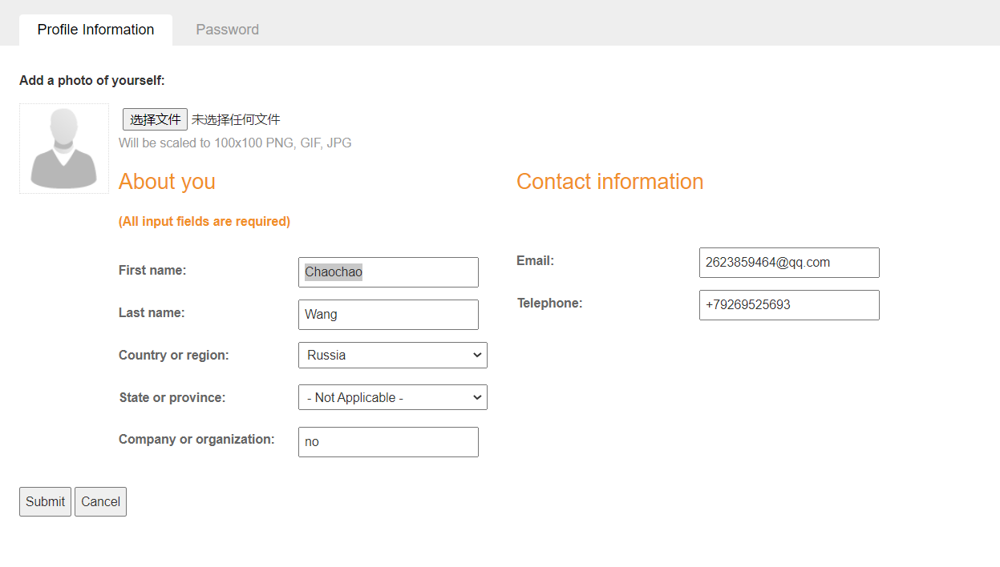 Profile Information Password
Add a photo of yourself:
选择文件 未选择任何文件
Will be scaled to 100x100 PNG, GIF, JPG
About you
(All input fields are required)
First name: Chaochao
Last name: Wang
Country or region: Russia
State or province: - Not Applicable -
Company or organization: no
Contact information
Email: 2623859464@qq.com
Telephone: +79269525693
Submit Cancel